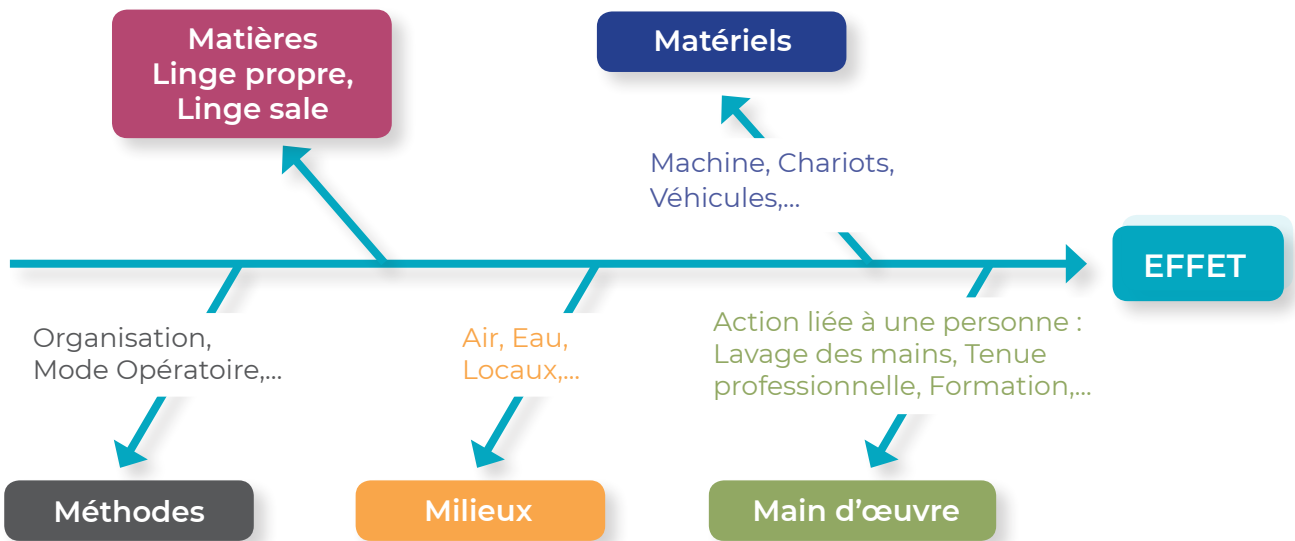 Matières
Linge propre,
Linge sale
Matériels
Machine, Chariots,
Véhicules,...
EFFET
Organisation,
Mode Opératoire,...
Air, Eau,
Locaux,...
Action liée à une personne :
Lavage des mains, Tenue
professionnelle, Formation,...
Méthodes
Milieux
Main d’œuvre